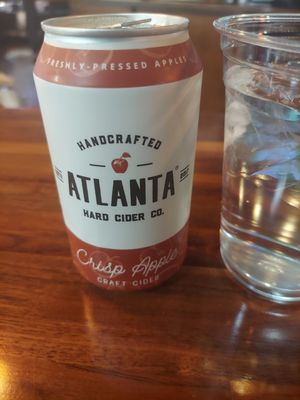 FRESHLY-PRESSED APPLES
HANDCRAFTED
ATLANTA
HARD CIDER CO.
Crisp Apple
CRAFT CIDER